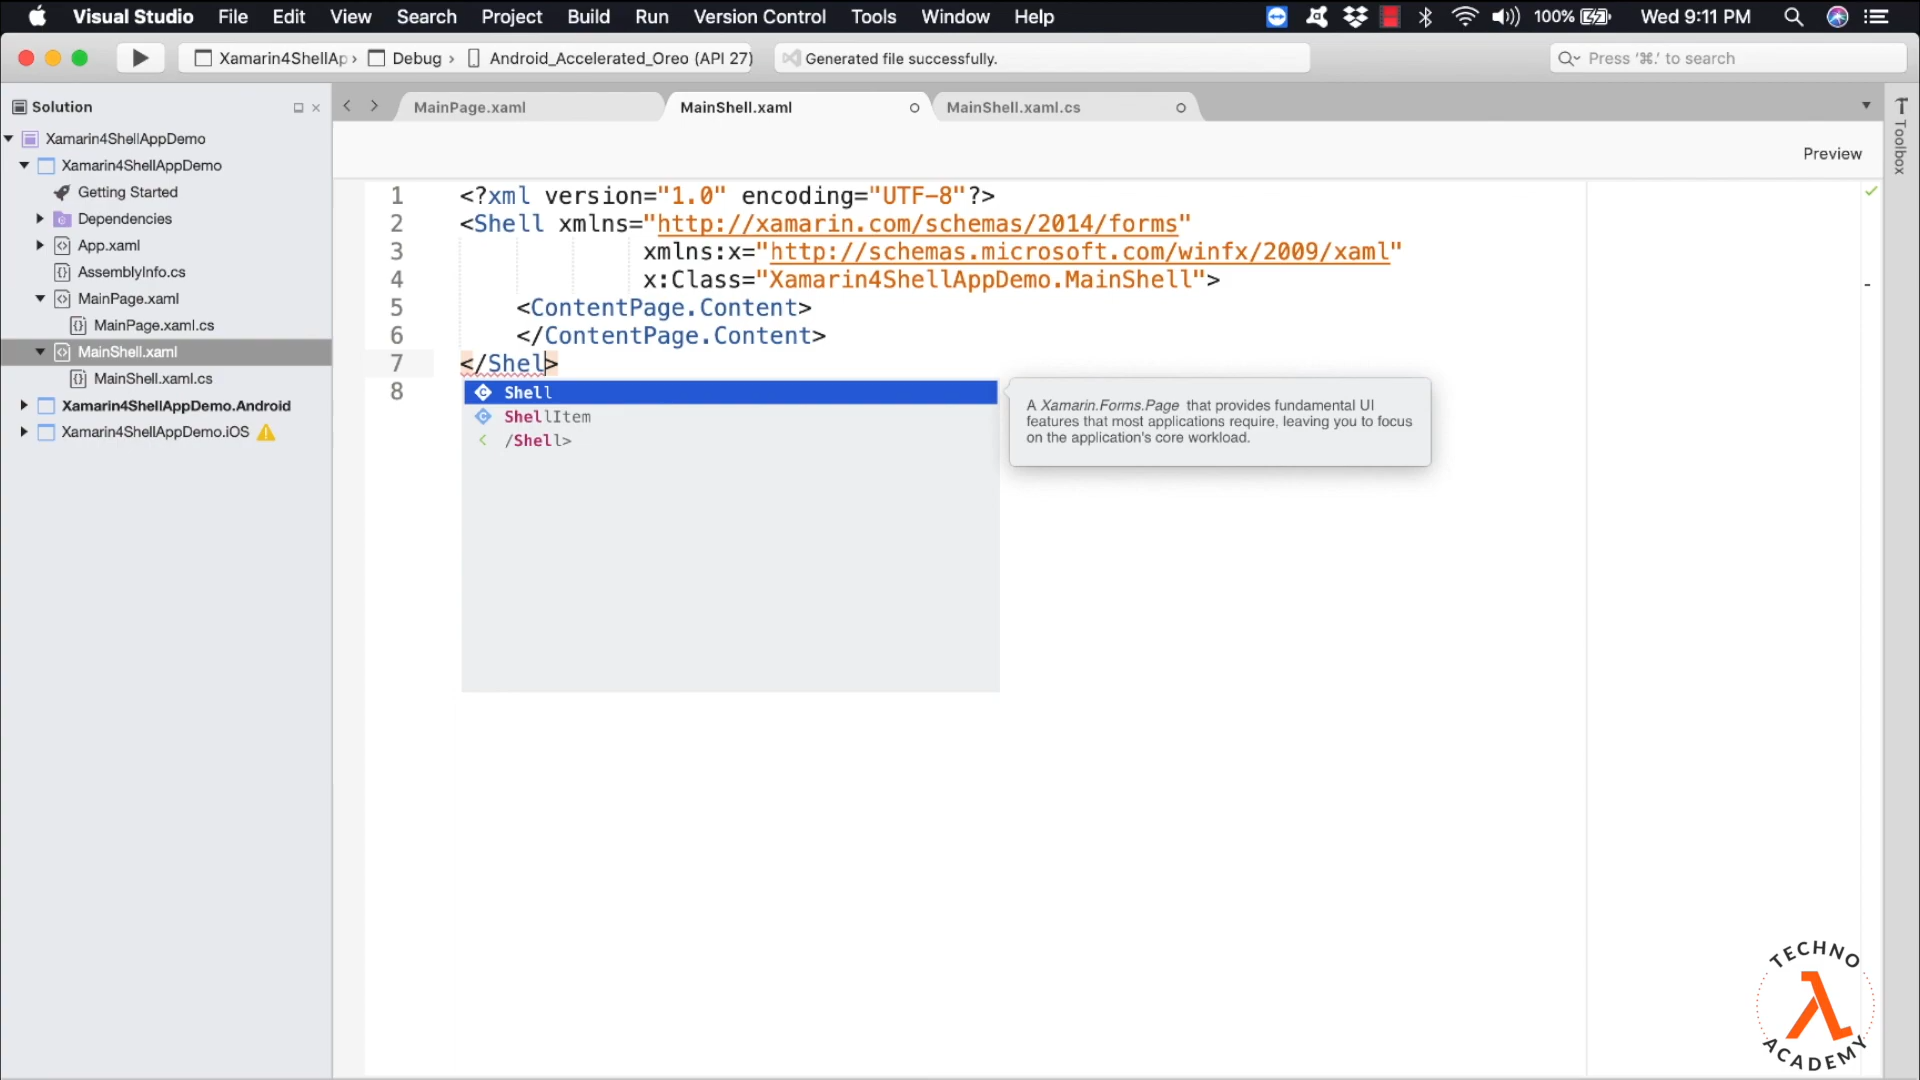 Visual Studio File Edit View Search Project Build Run Version Control Tools Window Help 100% Wed 9:11 PM
Xamarin4ShellAp › Debug › Android_Accelerated_Oreo (API 27) Generated file successfully. Press '⌘.' to search
Solution
MainPage.xaml MainShell.xaml MainShell.xaml.cs
Toolbox
Preview
Xamarin4ShellAppDemo
Xamarin4ShellAppDemo
Getting Started
Dependencies
App.xaml
AssemblyInfo.cs
MainPage.xaml
MainPage.xaml.cs
MainShell.xaml
MainShell.xaml.cs
Xamarin4ShellAppDemo.Android
Xamarin4ShellAppDemo.iOS
1 <?xml version="1.0" encoding="UTF-8"?>
2 <Shell xmlns="http://xamarin.com/schemas/2014/forms"
3 xmlns:x="http://schemas.microsoft.com/winfx/2009/xaml"
4 x:Class="Xamarin4ShellAppDemo.MainShell">
5 <ContentPage.Content>
6 </ContentPage.Content>
7 </Shel>
8
Shell
ShellItem
/Shell>
A Xamarin.Forms.Page that provides fundamental UI
features that most applications require, leaving you to focus
on the application's core workload.
TECHNO
λ
ACADEMY